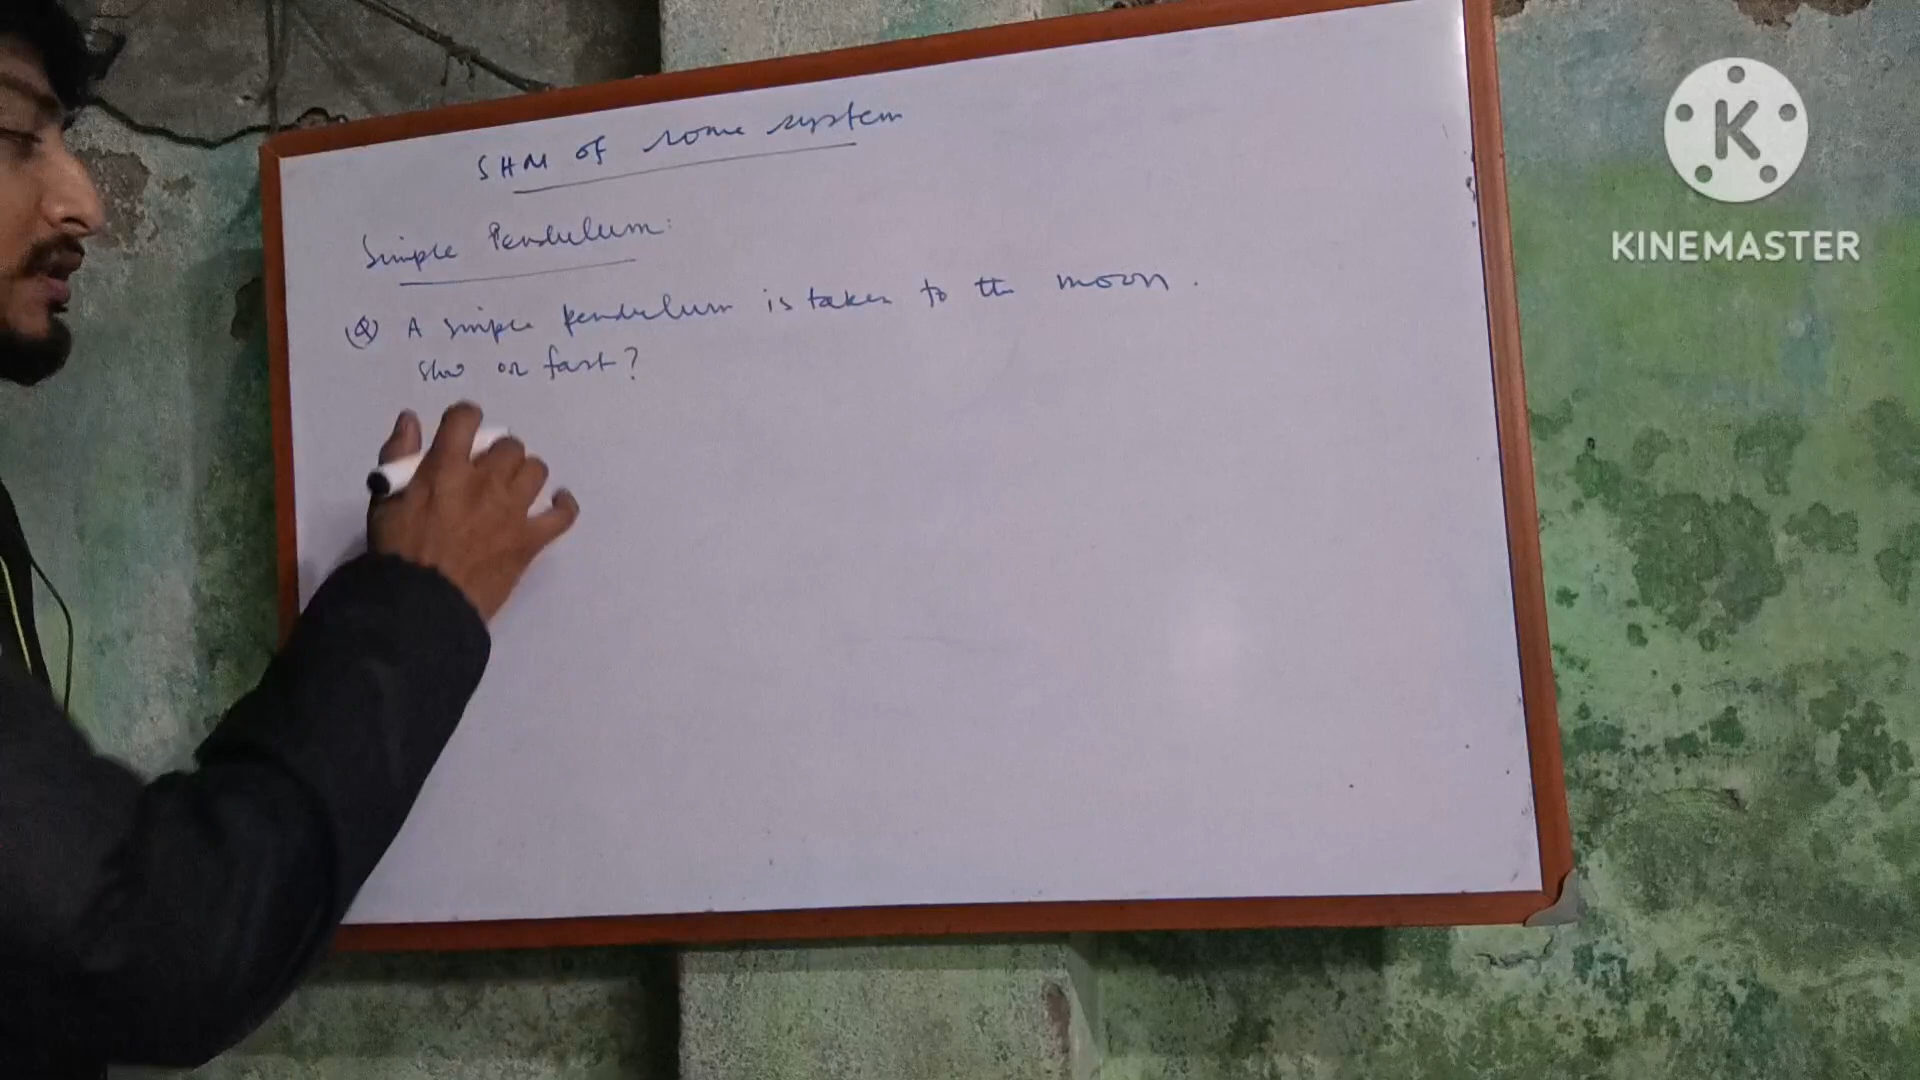 SHM of some system
Simple Pendulum:
(Q) A simple pendulum is taken to the moon.
slow or fast?
K
KINEMASTER